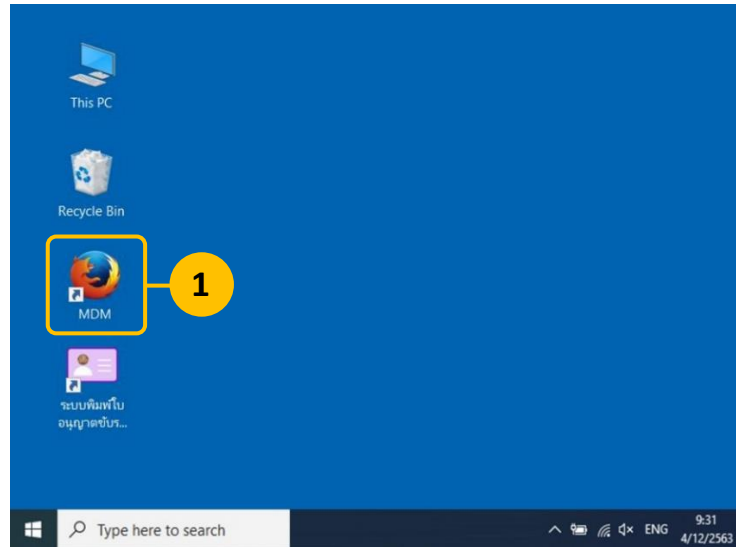 This PC
Recycle Bin
1
MDM
ระบบพิมพ์ใบ
อนุญาตขับร...
Type here to search
ENG
9:31
4/12/2563